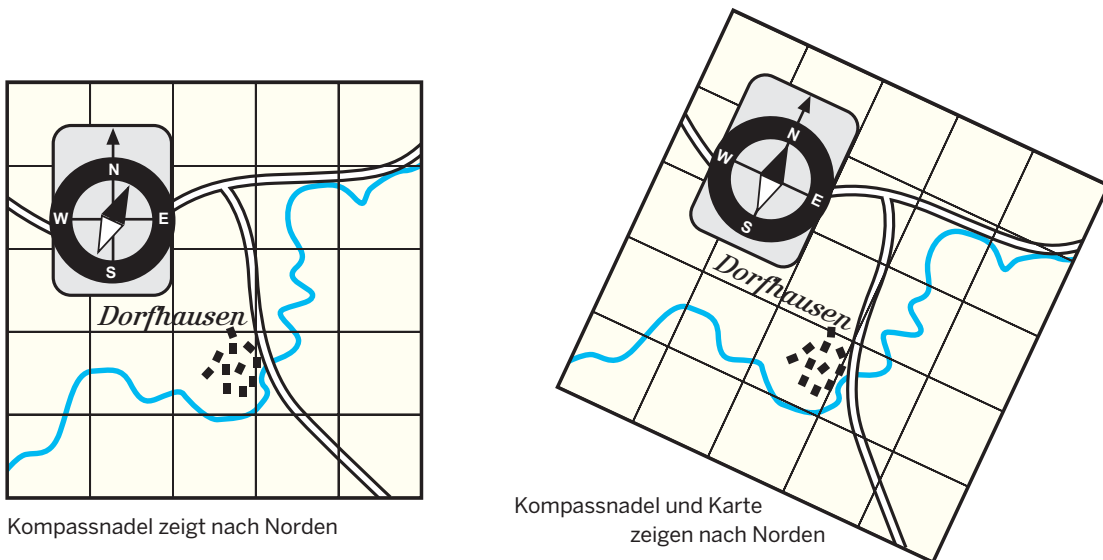 N
W
E
S
Dorfhausen
Kompassnadel zeigt nach Norden
N
W
E
S
Dorfhausen
Kompassnadel und Karte
zeigen nach Norden